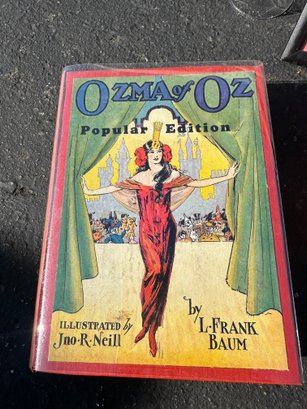 OZMA of OZ
Popular Edition
ILLUSTRATED by
Jno·R·Neill
by
L·FRANK
BAUM